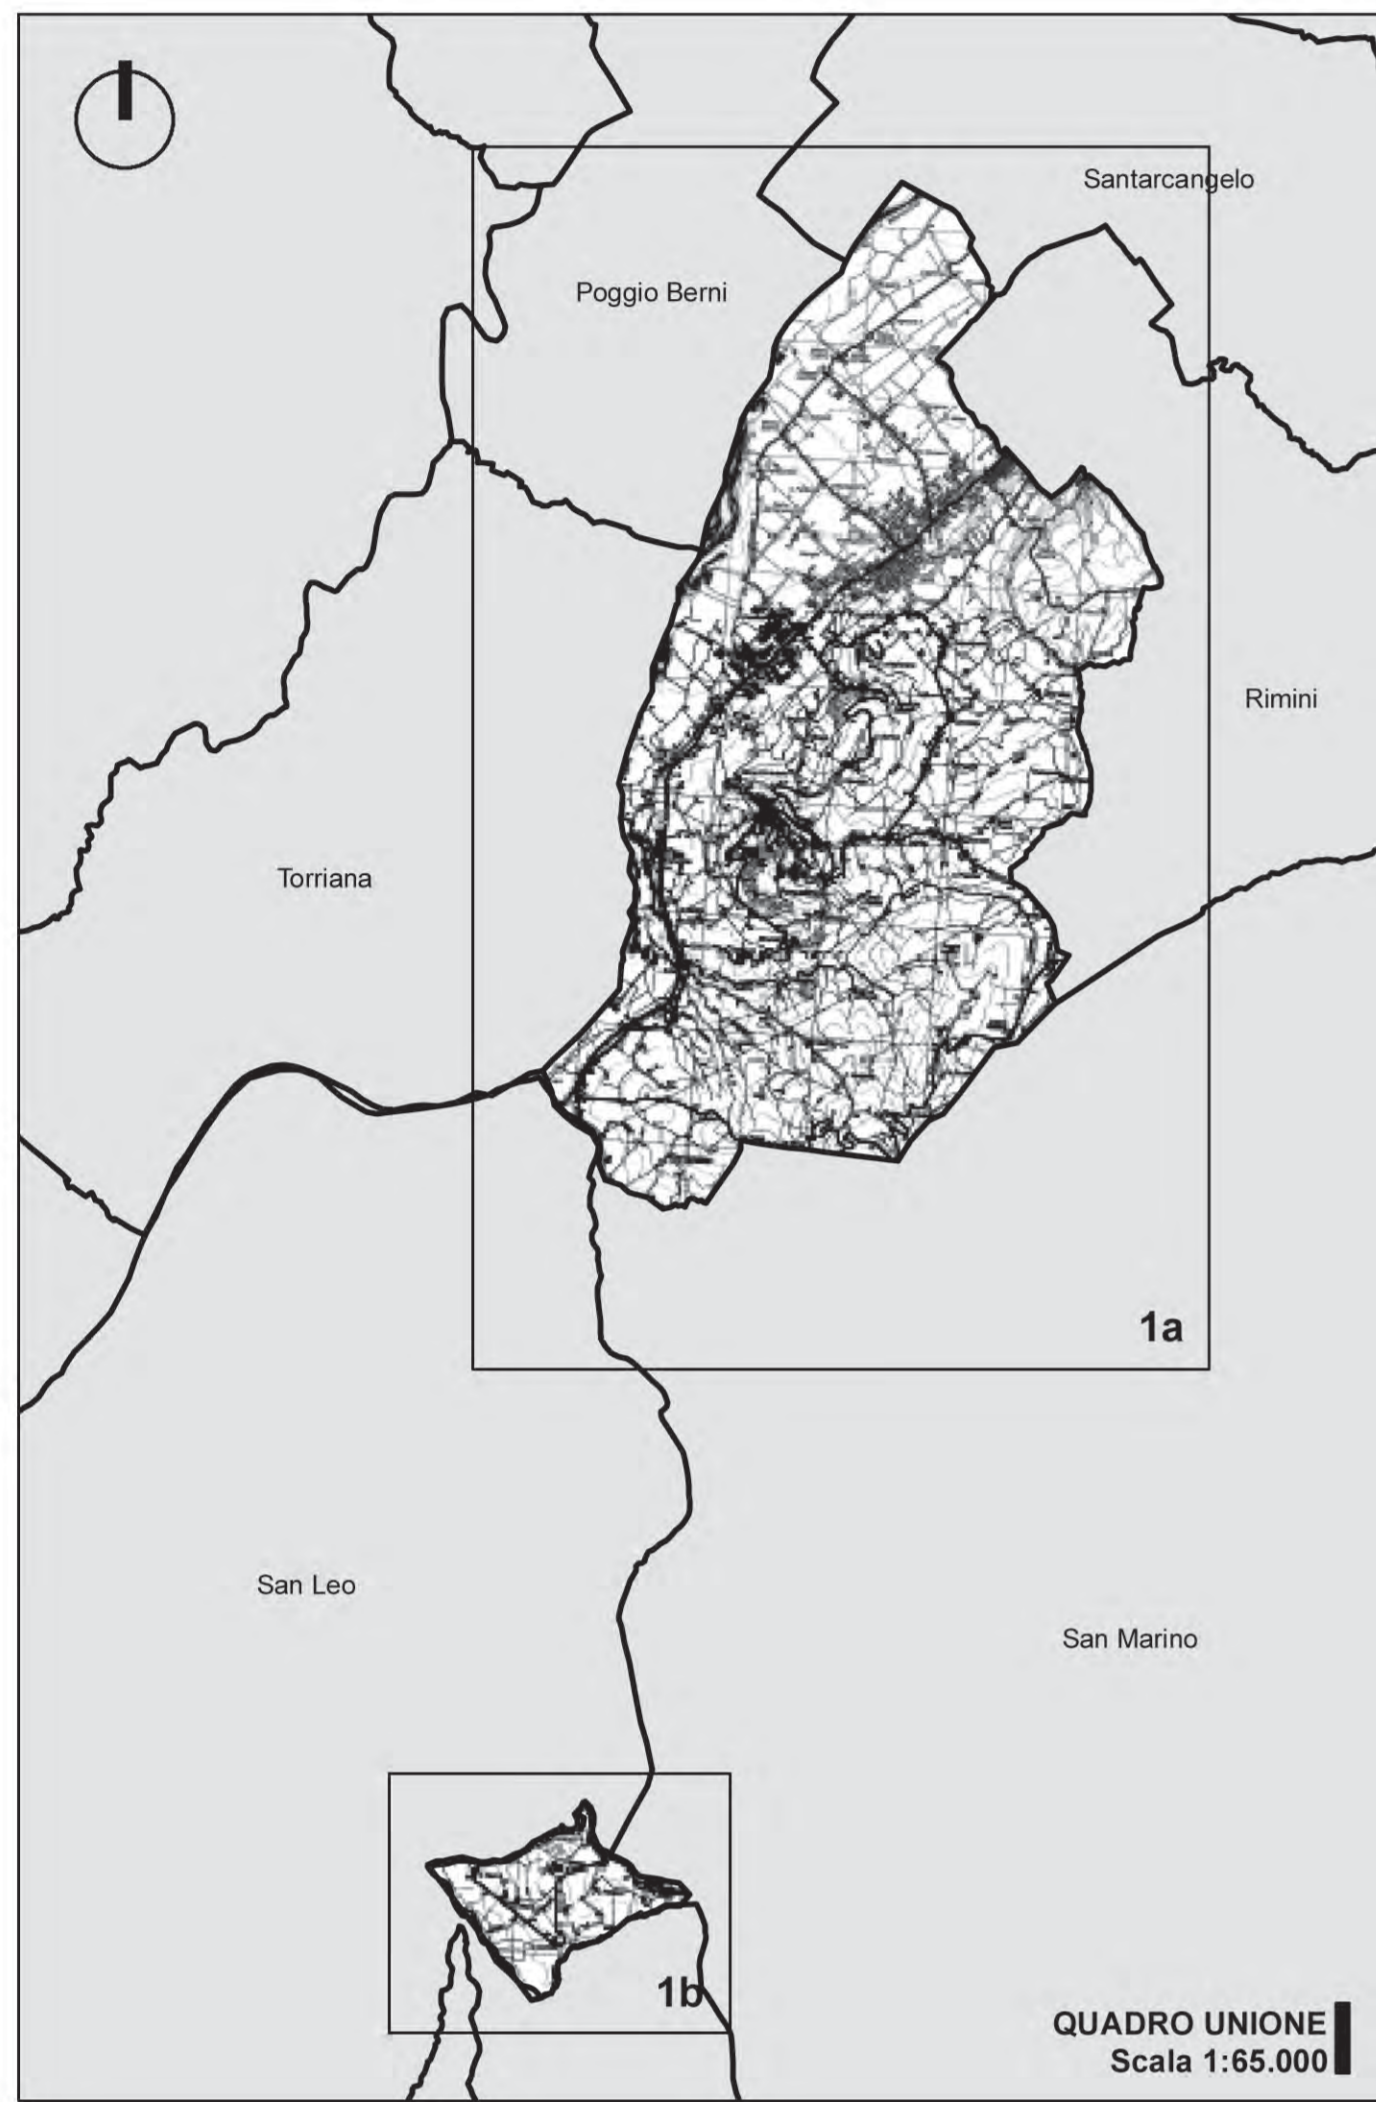 Santarcangelo
Poggio Berni
Rimini
Torriana
1a
San Leo
San Marino
1b
QUADRO UNIONE
Scala 1:65.000